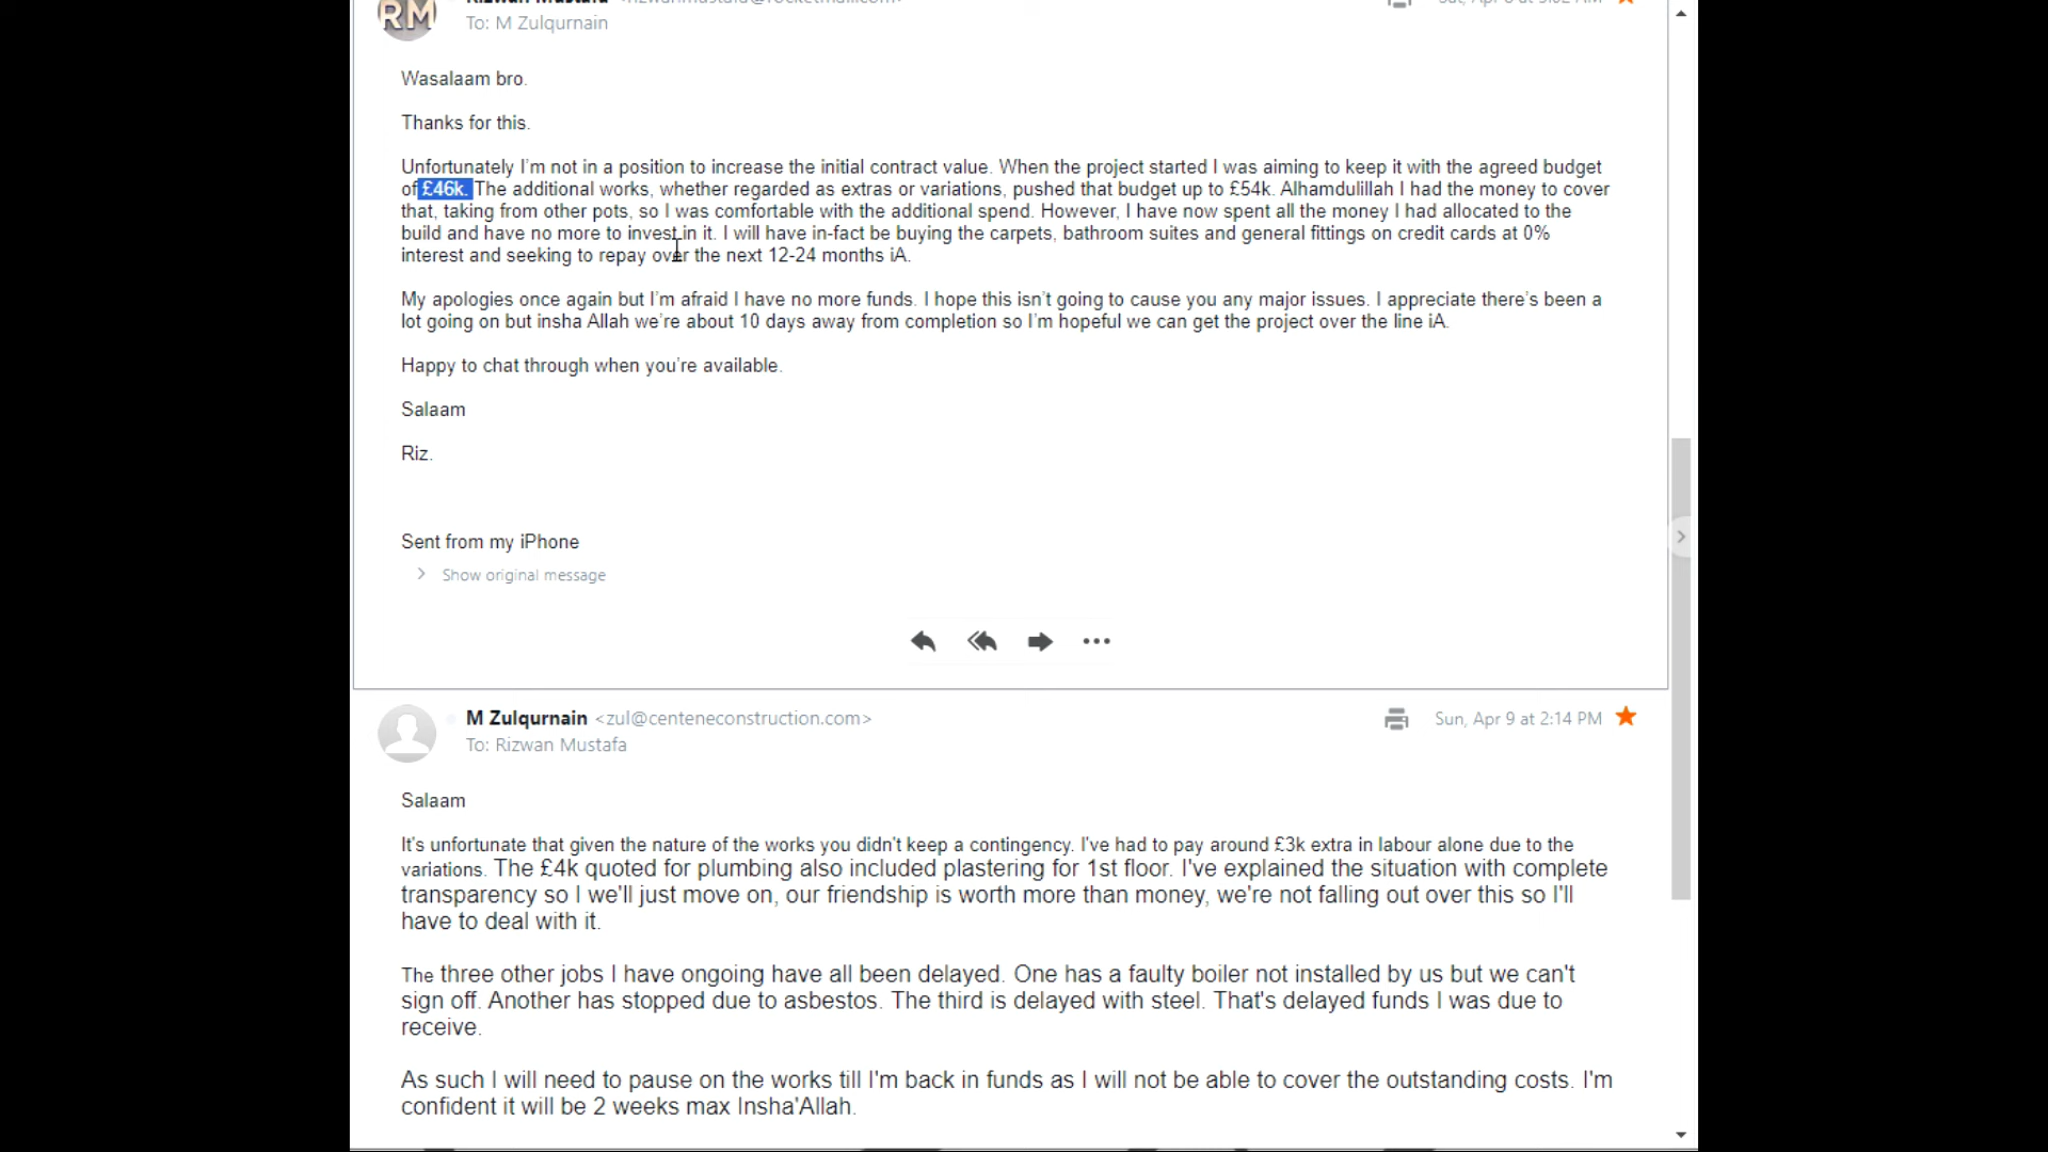 RM
Rizwan Mustafa
To: M Zulqurnain
Wasalaam bro.
Thanks for this.
Unfortunately I'm not in a position to increase the initial contract value. When the project started I was aiming to keep it with the agreed budget
of £46k. The additional works, whether regarded as extras or variations, pushed that budget up to £54k. Alhamdulillah I had the money to cover
that, taking from other pots, so I was comfortable with the additional spend. However, I have now spent all the money I had allocated to the
build and have no more to invest in it. I will have in-fact be buying the carpets, bathroom suites and general fittings on credit cards at 0%
interest and seeking to repay over the next 12-24 months iA.
My apologies once again but I'm afraid I have no more funds. I hope this isn't going to cause you any major issues. I appreciate there's been a
lot going on but insha Allah we're about 10 days away from completion so I'm hopeful we can get the project over the line iA.
Happy to chat through when you're available.
Salaam
Riz.
Sent from my iPhone
Show original message
M Zulqurnain <zul@centeneconstruction.com> Sun, Apr 9 at 2:14 PM
To: Rizwan Mustafa
Salaam
It's unfortunate that given the nature of the works you didn't keep a contingency. I've had to pay around £3k extra in labour alone due to the
variations. The £4k quoted for plumbing also included plastering for 1st floor. I've explained the situation with complete
transparency so I we'll just move on, our friendship is worth more than money, we're not falling out over this so I'll
have to deal with it.
The three other jobs I have ongoing have all been delayed. One has a faulty boiler not installed by us but we can't
sign off. Another has stopped due to asbestos. The third is delayed with steel. That's delayed funds I was due to
receive.
As such I will need to pause on the works till I'm back in funds as I will not be able to cover the outstanding costs. I'm
confident it will be 2 weeks max Insha'Allah.